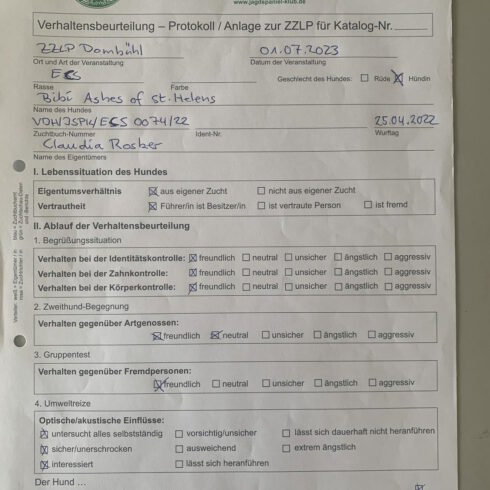 www.jagdspaniel-klub.de
Verhaltensbeurteilung – Protokoll / Anlage zur ZZLP für Katalog-Nr.
ZZLP Dombühl 01.07.2023
Ort und Art der Veranstaltung Datum der Veranstaltung
ECS Geschlecht des Hundes: ☐ Rüde ☒ Hündin
Rasse Farbe
Bibi Ashes of St. Helens
Name des Hundes
VDH/JSPK/ECS 0074/22 25.04.2022
Zuchtbuch-Nummer Ident-Nr. Wurftag
Claudia Rosber
Name des Eigentümers
I. Lebenssituation des Hundes
Eigentumsverhältnis ☒ aus eigener Zucht ☐ nicht aus eigener Zucht
Vertrautheit ☒ Führer/in ist Besitzer/in ☐ ist vertraute Person ☐ ist fremd
II. Ablauf der Verhaltensbeurteilung
1. Begrüßungssituation
Verhalten bei der Identitätskontrolle: ☒ freundlich ☐ neutral ☐ unsicher ☐ ängstlich ☐ aggressiv
Verhalten bei der Zahnkontrolle: ☒ freundlich ☐ neutral ☐ unsicher ☐ ängstlich ☐ aggressiv
Verhalten bei der Körperkontrolle: ☒ freundlich ☐ neutral ☐ unsicher ☐ ängstlich ☐ aggressiv
2. Zweithund-Begegnung
Verhalten gegenüber Artgenossen:
☒ freundlich ☒ neutral ☐ unsicher ☐ ängstlich ☐ aggressiv
3. Gruppentest
Verhalten gegenüber Fremdpersonen:
☒ freundlich ☐ neutral ☐ unsicher ☐ ängstlich ☐ aggressiv
4. Umweltreize
Optische/akustische Einflüsse:
☒ untersucht alles selbstständig ☐ vorsichtig/unsicher ☐ lässt sich dauerhaft nicht heranführen
☒ sicher/unerschrocken ☐ ausweichend ☐ extrem ängstlich
☒ interessiert ☐ lässt sich heranführen
Der Hund ...